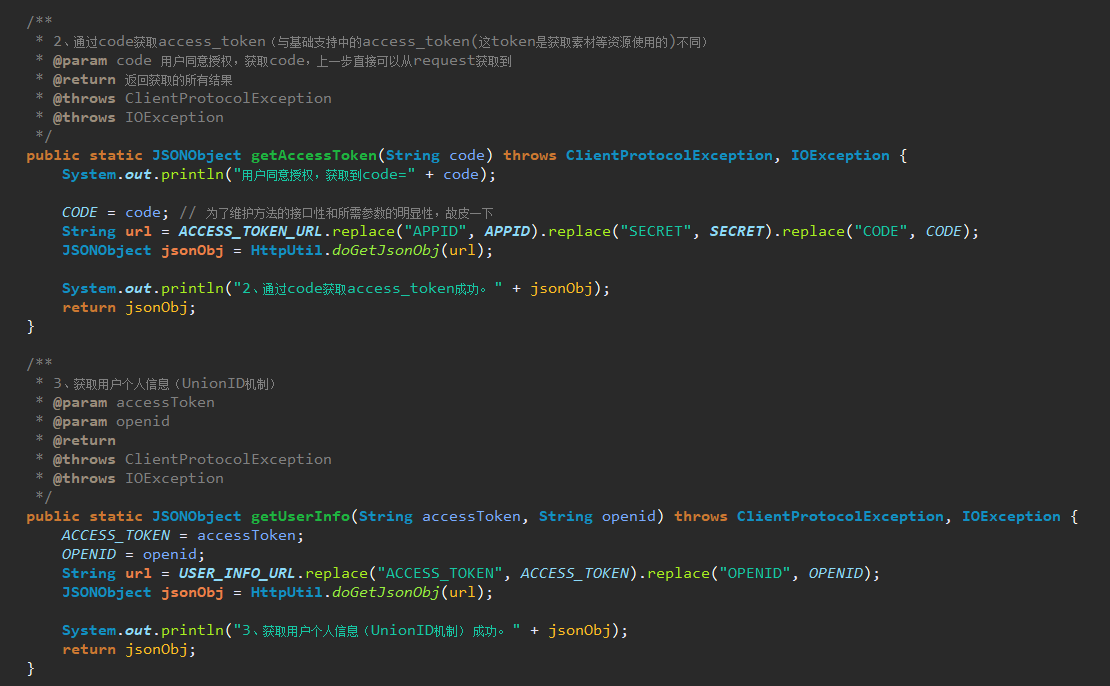 /**
 * 2、通过code获取access_token（与基础支持中的access_token(这token是获取素材等资源使用的)不同）
 * @param code 用户同意授权，获取code，上一步直接可以从request获取到
 * @return 返回获取的所有结果
 * @throws ClientProtocolException
 * @throws IOException
 */
public static JSONObject getAccessToken(String code) throws ClientProtocolException, IOException {
    System.out.println("用户同意授权，获取到code=" + code);
    CODE = code; // 为了维护方法的接口性和所需参数的明显性，故皮一下
    String url = ACCESS_TOKEN_URL.replace("APPID", APPID).replace("SECRET", SECRET).replace("CODE", CODE);
    JSONObject jsonObj = HttpUtil.doGetJsonObj(url);
    System.out.println("2、通过code获取access_token成功。" + jsonObj);
    return jsonObj;
}
/**
 * 3、获取用户个人信息（UnionID机制）
 * @param accessToken
 * @param openid
 * @return
 * @throws ClientProtocolException
 * @throws IOException
 */
public static JSONObject getUserInfo(String accessToken, String openid) throws ClientProtocolException, IOException {
    ACCESS_TOKEN = accessToken;
    OPENID = openid;
    String url = USER_INFO_URL.replace("ACCESS_TOKEN", ACCESS_TOKEN).replace("OPENID", OPENID);
    JSONObject jsonObj = HttpUtil.doGetJsonObj(url);
    System.out.println("3、获取用户个人信息（UnionID机制）成功。" + jsonObj);
    return jsonObj;
}